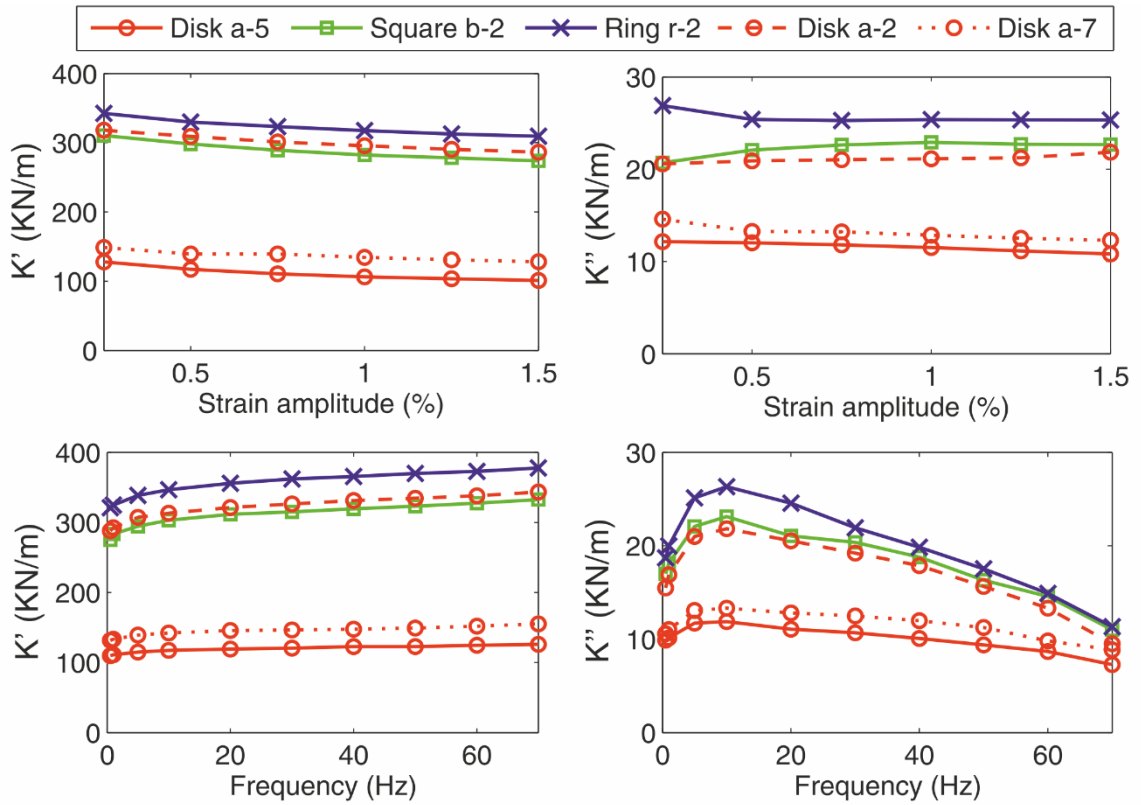 Disk a-5 Square b-2 Ring r-2 Disk a-2 Disk a-7
400
300
200
100
0
K' (KN/m)
0.5 1 1.5
Strain amplitude (%)
30
20
10
0
K'' (KN/m)
0.5 1 1.5
Strain amplitude (%)
400
300
200
100
0
K' (KN/m)
0 20 40 60
Frequency (Hz)
30
20
10
0
K'' (KN/m)
0 20 40 60
Frequency (Hz)